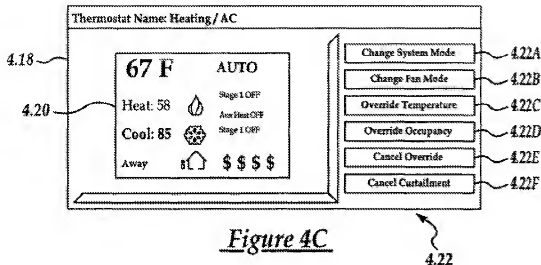 Thermostat Name: Heating / AC
4.18
67 F AUTO
4.20
Heat: 58 Stage 1 OFF
Aux Heat OFF
Cool: 85 Stage 1 OFF
Away $ $ $ $
Change System Mode 4.22A
Change Fan Mode 4.22B
Override Temperature 4.22C
Override Occupancy 4.22D
Cancel Override 4.22E
Cancel Curtailment 4.22F
4.22
Figure 4C